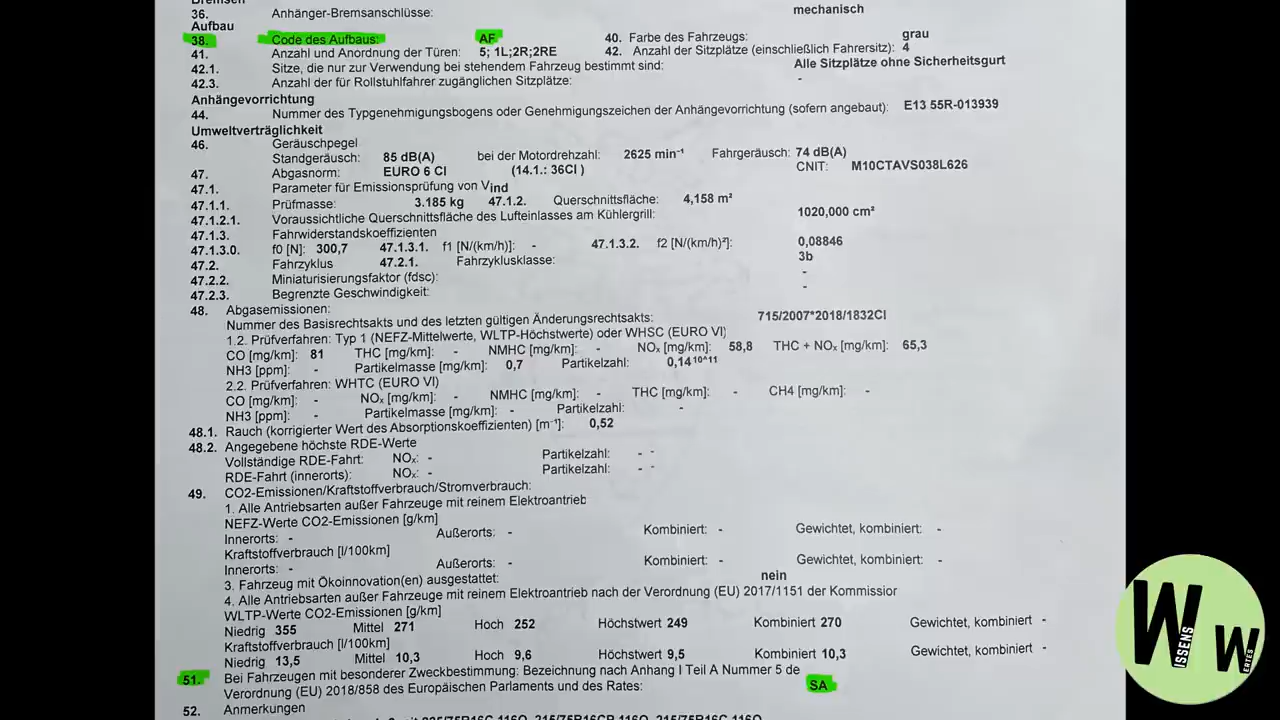 Bremsen
36. Anhänger-Bremsanschlüsse: mechanisch
Aufbau
38. Code des Aufbaus: AF 40. Farbe des Fahrzeugs: grau
41. Anzahl und Anordnung der Türen: 5; 1L;2R;2RE 42. Anzahl der Sitzplätze (einschließlich Fahrersitz): 4
42.1. Sitze, die nur zur Verwendung bei stehendem Fahrzeug bestimmt sind: Alle Sitzplätze ohne Sicherheitsgurt
42.3. Anzahl der für Rollstuhlfahrer zugänglichen Sitzplätze: -
Anhängevorrichtung
44. Nummer des Typgenehmigungsbogens oder Genehmigungszeichen der Anhängevorrichtung (sofern angebaut): E13 55R-013939
Umweltverträglichkeit
46. Geräuschpegel
Standgeräusch: 85 dB(A) bei der Motordrehzahl: 2625 min⁻¹ Fahrgeräusch: 74 dB(A)
47. Abgasnorm: EURO 6 CI (14.1.: 36CI ) CNIT: M10CTAVS038L626
47.1. Parameter für Emissionsprüfung von Vind
47.1.1. Prüfmasse: 3.185 kg 47.1.2. Querschnittsfläche: 4,158 m²
47.1.2.1. Voraussichtliche Querschnittsfläche des Lufteinlasses am Kühlergrill: 1020,000 cm²
47.1.3. Fahrwiderstandskoeffizienten
47.1.3.0. f0 [N]: 300,7 47.1.3.1. f1 [N/(km/h)]: - 47.1.3.2. f2 [N/(km/h)²]: 0,08846
47.2. Fahrzyklus 47.2.1. Fahrzyklusklasse: 3b
47.2.2. Miniaturisierungsfaktor (fdsc): -
47.2.3. Begrenzte Geschwindigkeit: -
48. Abgasemissionen:
Nummer des Basisrechtsakts und des letzten gültigen Änderungsrechtsakts: 715/2007*2018/1832CI
1.2. Prüfverfahren: Typ 1 (NEFZ-Mittelwerte, WLTP-Höchstwerte) oder WHSC (EURO VI)
CO [mg/km]: 81 THC [mg/km]: - NMHC [mg/km]: - NOₓ [mg/km]: 58,8 THC + NOₓ [mg/km]: 65,3
NH3 [ppm]: - Partikelmasse [mg/km]: 0,7 Partikelzahl: 0,14 10^11
2.2. Prüfverfahren: WHTC (EURO VI)
CO [mg/km]: - NOₓ [mg/km]: - NMHC [mg/km]: - THC [mg/km]: - CH4 [mg/km]: -
NH3 [ppm]: - Partikelmasse [mg/km]: - Partikelzahl: -
48.1. Rauch (korrigierter Wert des Absorptionskoeffizienten) [m⁻¹]: 0,52
48.2. Angegebene höchste RDE-Werte
Vollständige RDE-Fahrt: NOₓ: - Partikelzahl: - -
RDE-Fahrt (innerorts): NOₓ: - Partikelzahl: - -
49. CO2-Emissionen/Kraftstoffverbrauch/Stromverbrauch:
1. Alle Antriebsarten außer Fahrzeuge mit reinem Elektroantrieb
NEFZ-Werte CO2-Emissionen [g/km]
Innerorts: - Außerorts: - Kombiniert: - Gewichtet, kombiniert: -
Kraftstoffverbrauch [l/100km]
Innerorts: - Außerorts: - Kombiniert: - Gewichtet, kombiniert: -
3. Fahrzeug mit Ökoinnovation(en) ausgestattet: nein
4. Alle Antriebsarten außer Fahrzeuge mit reinem Elektroantrieb nach der Verordnung (EU) 2017/1151 der Kommissior
WLTP-Werte CO2-Emissionen [g/km]
Niedrig 355 Mittel 271 Hoch 252 Höchstwert 249 Kombiniert 270 Gewichtet, kombiniert -
Kraftstoffverbrauch [l/100km]
Niedrig 13,5 Mittel 10,3 Hoch 9,6 Höchstwert 9,5 Kombiniert 10,3 Gewichtet, kombiniert -
51. Bei Fahrzeugen mit besonderer Zweckbestimmung: Bezeichnung nach Anhang I Teil A Nummer 5 de
Verordnung (EU) 2018/858 des Europäischen Parlaments und des Rates: SA
52. Anmerkungen
WISSENS
WERTES